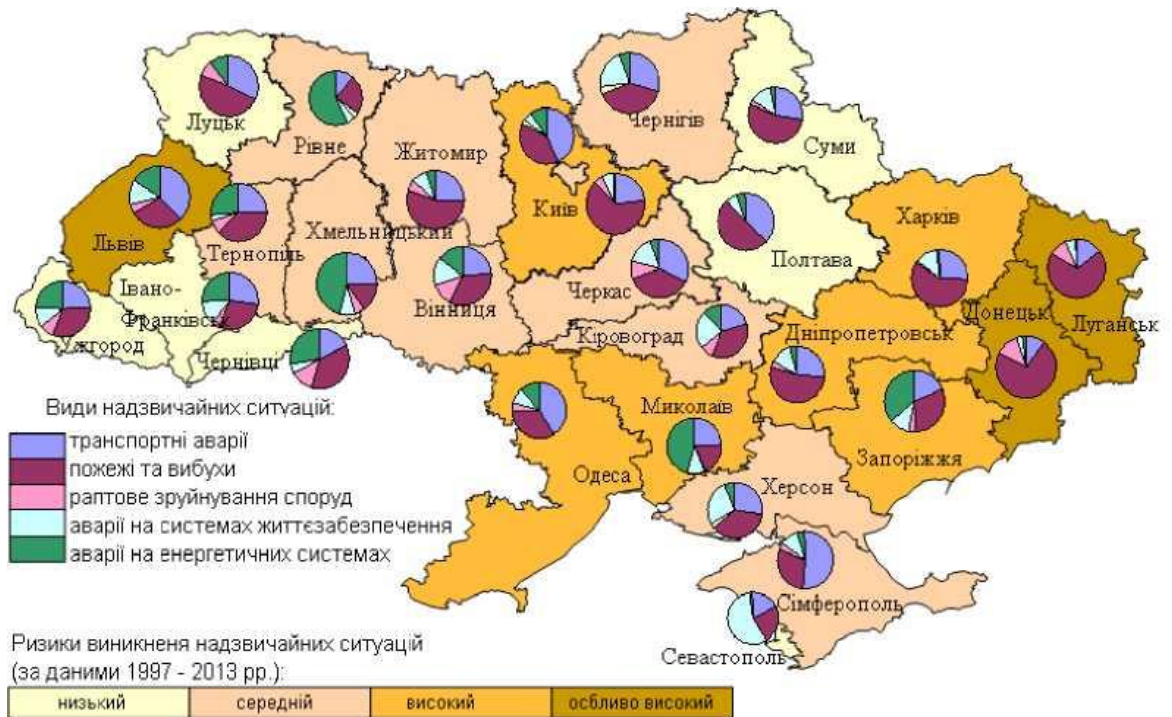 Луцьк
Рівне
Житомир
Чернігів
Суми
Київ
Львів
Тернопіль
Хмельницький
Вінниця
Черкас
Полтава
Харків
Луганськ
Донецьк
Івано-
Франківськ
Ужгород
Чернівці
Кіровоград
Дніпропетровськ
Миколаїв
Запоріжжя
Одеса
Херсон
Сімферополь
Севастополь
Види надзвичайних ситуацій:
транспортні аварії
пожежі та вибухи
раптове зруйнування споруд
аварії на системах життєзабезпечення
аварії на енергетичних системах
Ризики виникненя надзвичайних ситуацій
(за даними 1997 - 2013 рр.):
низький середній високий осбливо високий